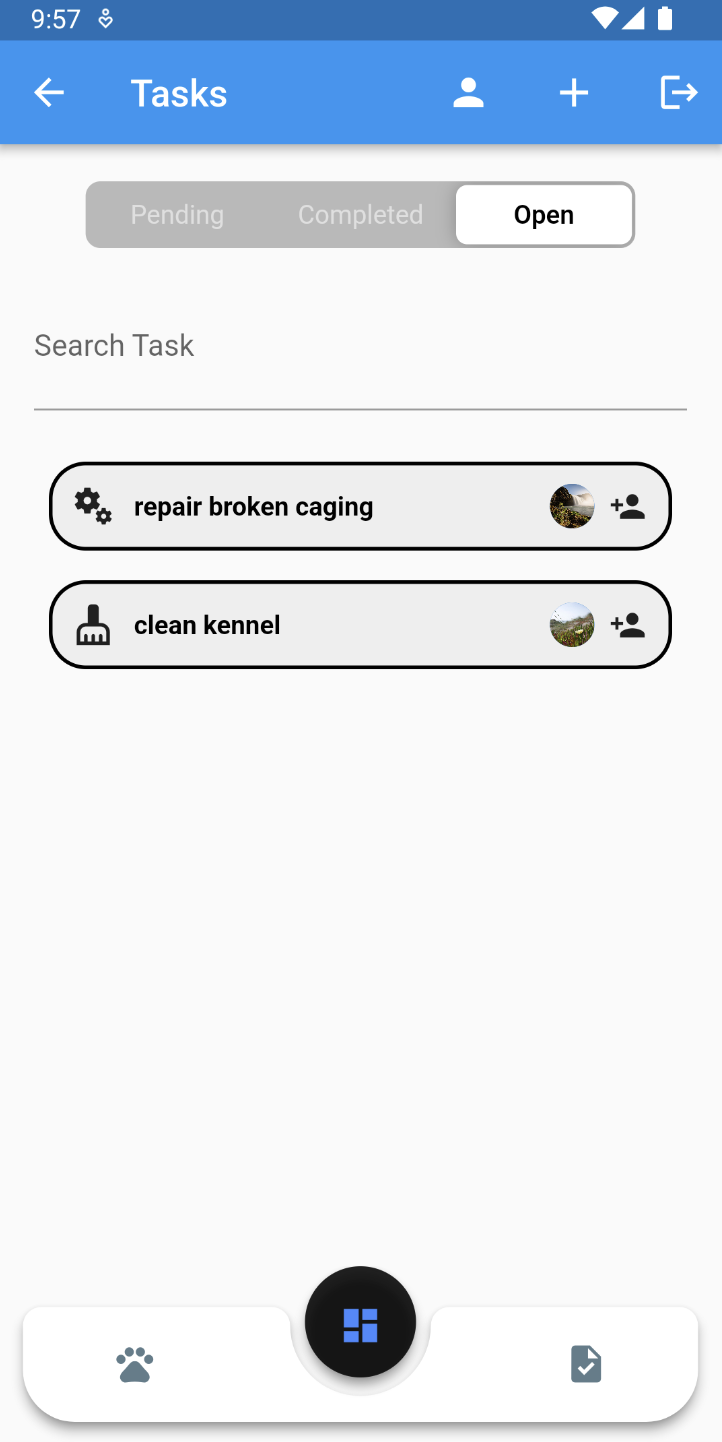 9:57
Tasks
Pending Completed Open
Search Task
repair broken caging
clean kennel